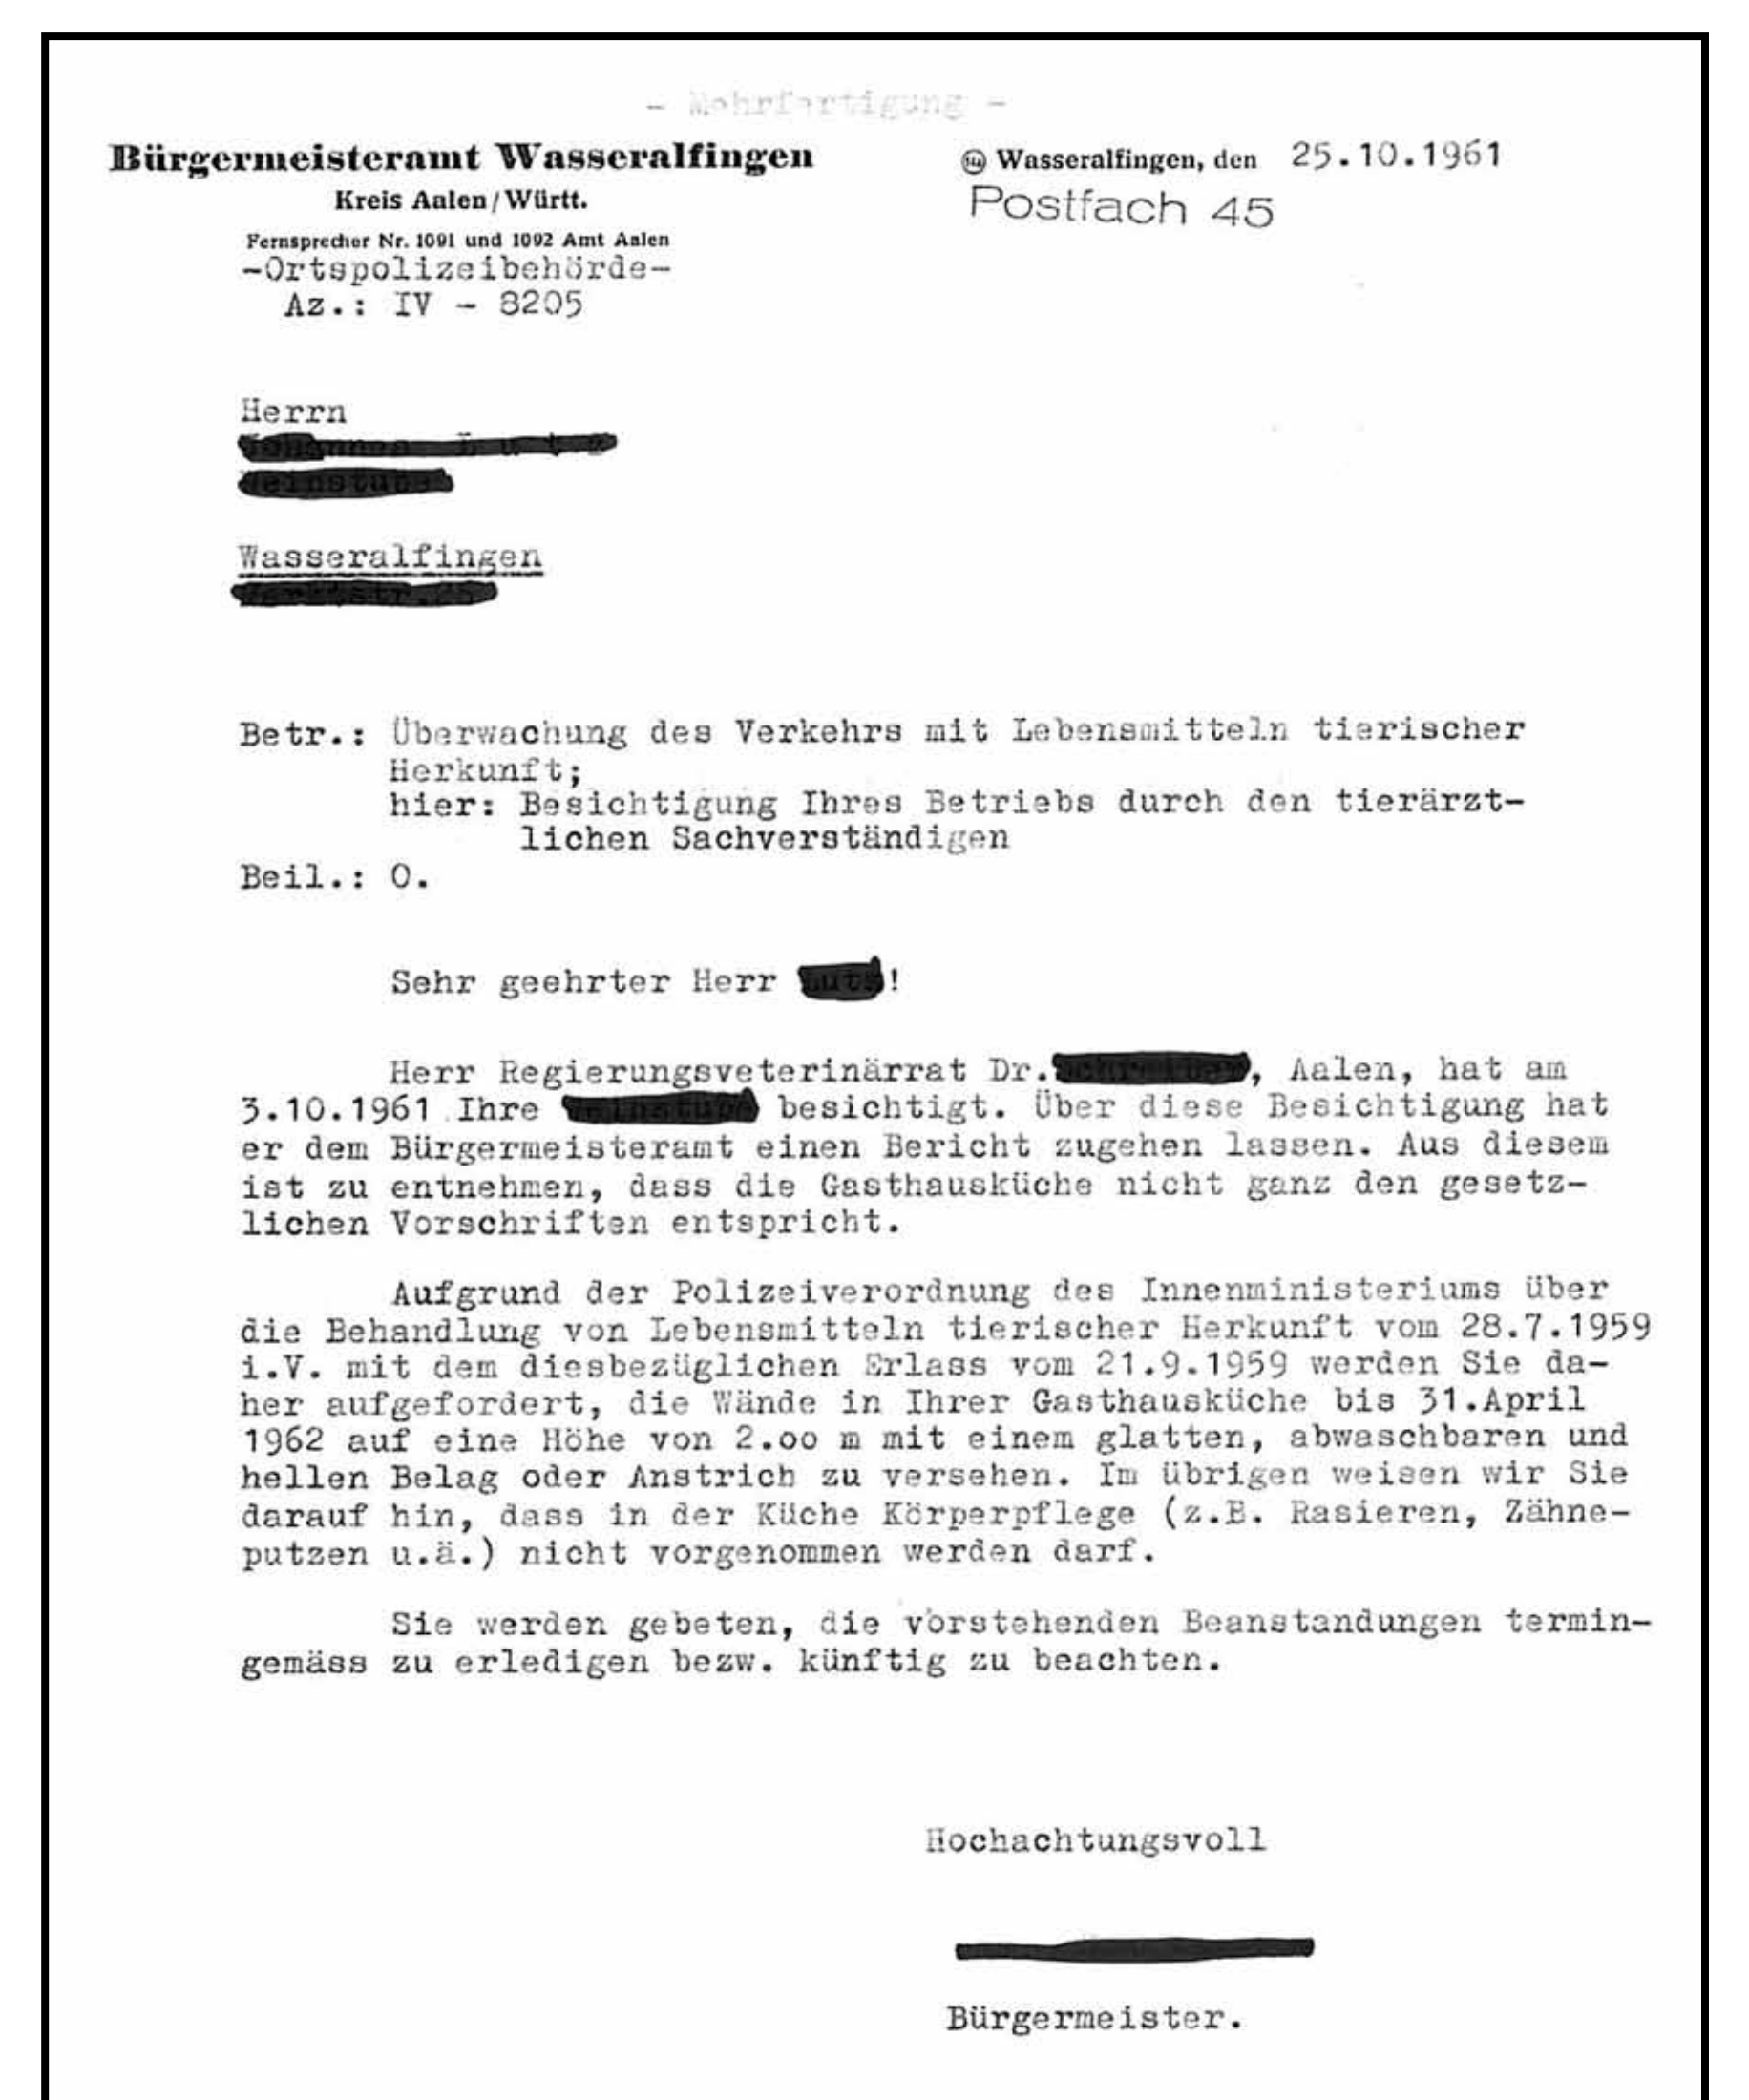 - Mehrfertigung -
Bürgermeisteramt Wasseralfingen
Kreis Aalen/Württ.
Fernsprecher Nr. 1091 und 1092 Amt Aalen
-Ortspolizeibehörde-
Az.: IV - 8205
(14a) Wasseralfingen, den 25.10.1961
Postfach 45
Herrn
Wasseralfingen
Betr.: Überwachung des Verkehrs mit Lebensmitteln tierischer
Herkunft;
hier: Besichtigung Ihres Betriebs durch den tierärzt-
lichen Sachverständigen
Beil.: 0.
Sehr geehrter Herr !
Herr Regierungsveterinärrat Dr. , Aalen, hat am
3.10.1961 Ihre besichtigt. Über diese Besichtigung hat
er dem Bürgermeisteramt einen Bericht zugehen lassen. Aus diesem
ist zu entnehmen, dass die Gasthausküche nicht ganz den gesetz-
lichen Vorschriften entspricht.
Aufgrund der Polizeiverordnung des Innenministeriums über
die Behandlung von Lebensmitteln tierischer Herkunft vom 28.7.1959
i.V. mit dem diesbezüglichen Erlass vom 21.9.1959 werden Sie da-
her aufgefordert, die Wände in Ihrer Gasthausküche bis 31.April
1962 auf eine Höhe von 2.oo m mit einem glatten, abwaschbaren und
hellen Belag oder Anstrich zu versehen. Im übrigen weisen wir Sie
darauf hin, dass in der Küche Körperpflege (z.B. Rasieren, Zähne-
putzen u.ä.) nicht vorgenommen werden darf.
Sie werden gebeten, die vorstehenden Beanstandungen termin-
gemäss zu erledigen bezw. künftig zu beachten.
Hochachtungsvoll
Bürgermeister.